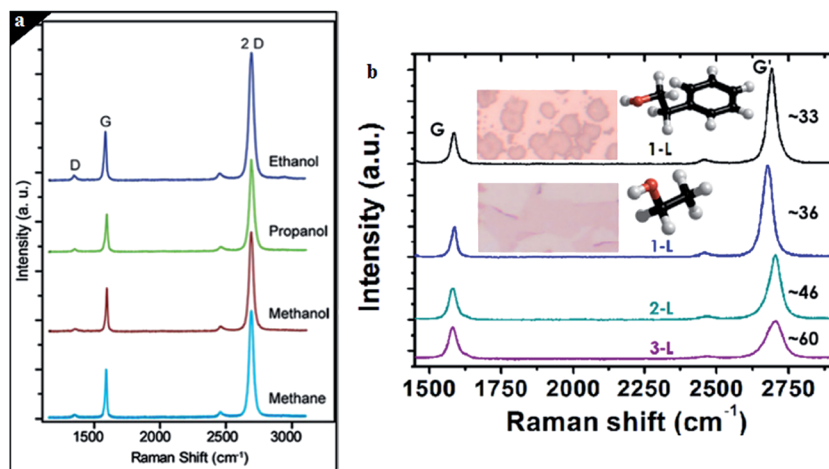 a
2 D
G
D
Ethanol
Propanol
Methanol
Methane
Intensity (a. u.)
1500 2000 2500 3000
Raman Shift (cm-1)
b
G'
G
1-L
~33
1-L
~36
2-L
~46
3-L
~60
Intensity (a.u.)
1500 1750 2000 2250 2500 2750
Raman shift (cm-1)